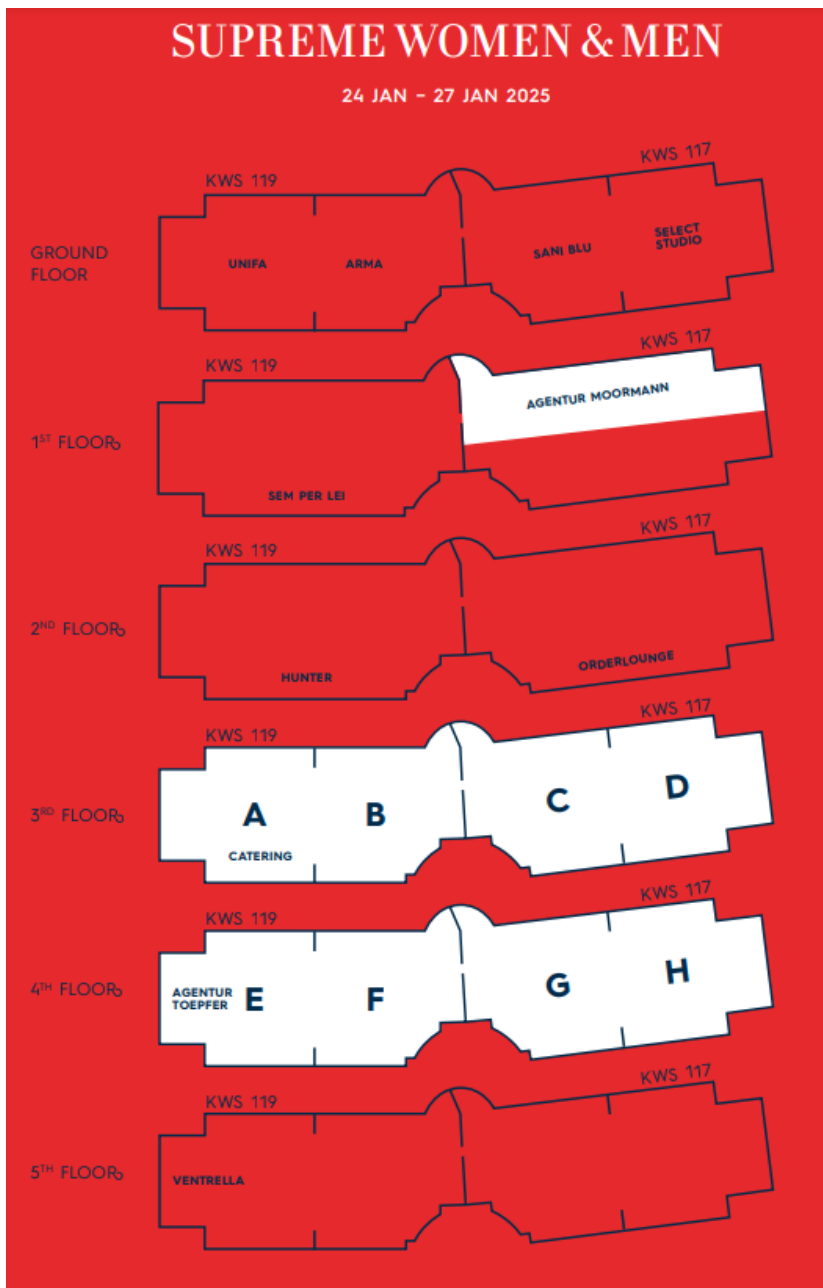 SUPREME WOMEN & MEN
24 JAN – 27 JAN 2025
KWS 119
KWS 117
GROUND
FLOOR
UNIFA
ARMA
SANI BLU
SELECT
STUDIO
KWS 119
KWS 117
1ST FLOOR
AGENTUR MOORMANN
SEM PER LEI
KWS 119
KWS 117
2ND FLOOR
HUNTER
ORDERLOUNGE
KWS 119
KWS 117
3RD FLOOR
A
B
C
D
CATERING
KWS 119
KWS 117
4TH FLOOR
AGENTUR
TOEPFER
E
F
G
H
KWS 119
KWS 117
5TH FLOOR
VENTRELLA